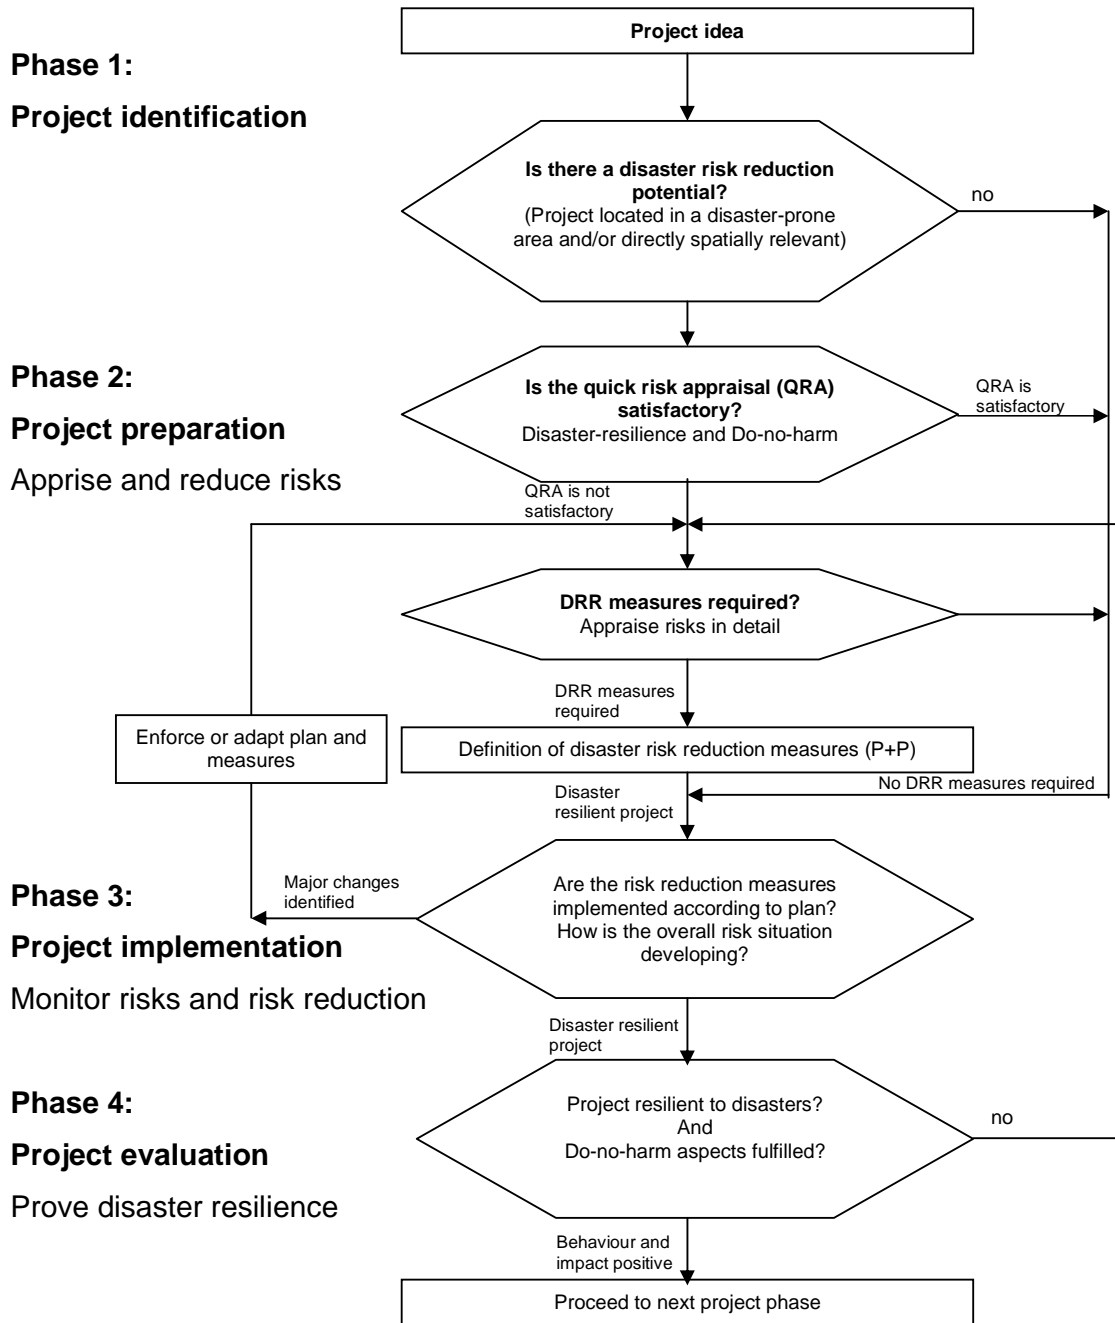 Project idea
Phase 1:
Project identification
Is there a disaster risk reduction
potential?
(Project located in a disaster-prone
area and/or directly spatially relevant)
no
Phase 2:
Project preparation
Apprise and reduce risks
Is the quick risk appraisal (QRA)
satisfactory?
Disaster-resilience and Do-no-harm
QRA is
satisfactory
QRA is not
satisfactory
DRR measures required?
Appraise risks in detail
DRR measures
required
Enforce or adapt plan and
measures
Definition of disaster risk reduction measures (P+P)
No DRR measures required
Disaster
resilient project
Phase 3:
Project implementation
Monitor risks and risk reduction
Major changes
identified
Are the risk reduction measures
implemented according to plan?
How is the overall risk situation
developing?
Disaster resilient
project
Phase 4:
Project evaluation
Prove disaster resilience
Project resilient to disasters?
And
Do-no-harm aspects fulfilled?
no
Behaviour and
impact positive
Proceed to next project phase